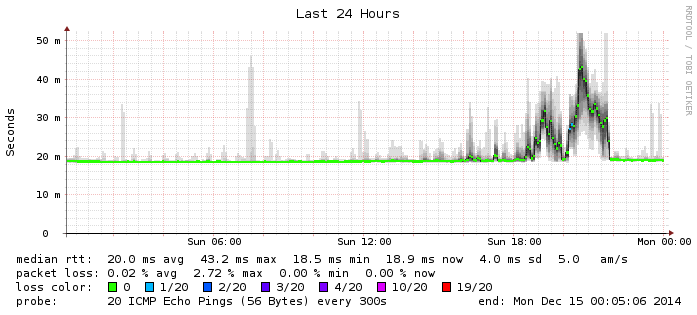 Last 24 Hours
RRDTOOL / TOBI OETIKER
Seconds
50 m
40 m
30 m
20 m
10 m
0
Sun 06:00 Sun 12:00 Sun 18:00 Mon 00:00
median rtt: 20.0 ms avg 43.2 ms max 18.5 ms min 18.9 ms now 4.0 ms sd 5.0 am/s
packet loss: 0.02 % avg 2.72 % max 0.00 % min 0.00 % now
loss color: 0 1/20 2/20 3/20 4/20 10/20 19/20
probe: 20 ICMP Echo Pings (56 Bytes) every 300s end: Mon Dec 15 00:05:06 2014